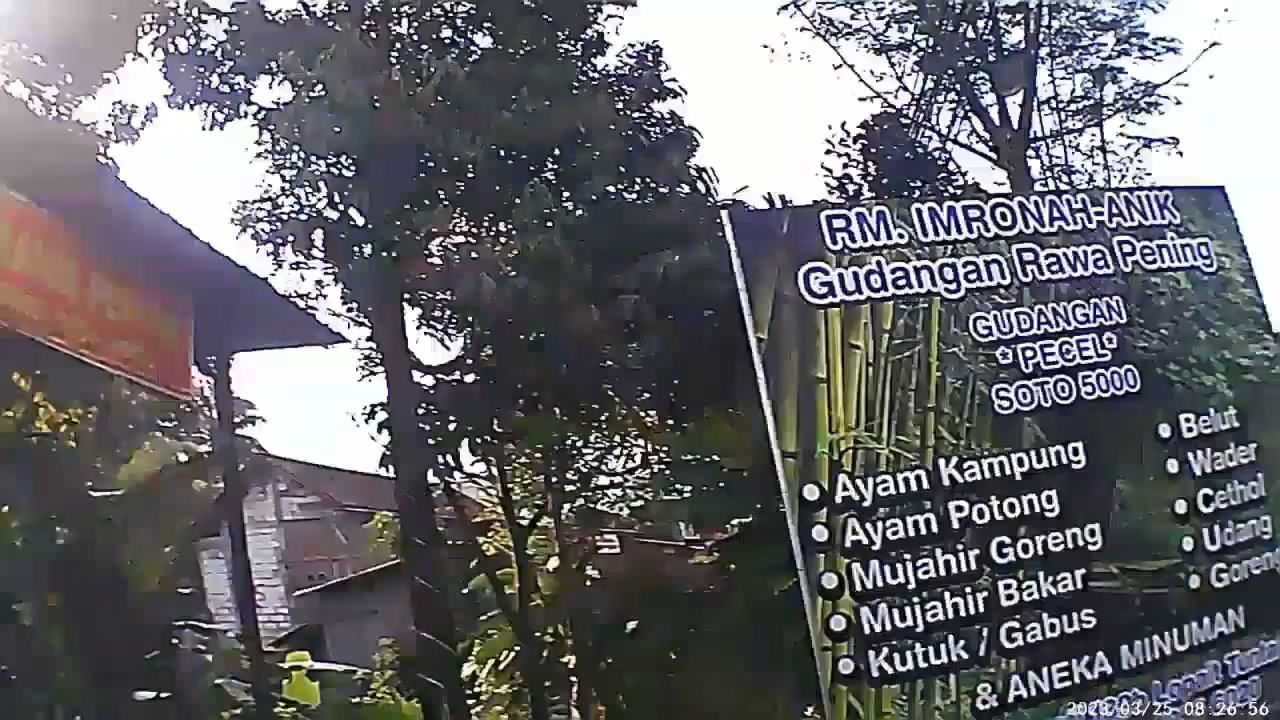 RM. IMRONAH-ANIK
Gudangan Rawa Pening
GUDANGAN
* PECEL*
SOTO 5000
• Ayam Kampung
• Ayam Potong
• Mujahir Goreng
• Mujahir Bakar
• Kutuk / Gabus
• Belut
• Wader
• Cethol
• Udang
• Goreng
& ANEKA MINUMAN
2023/03/25 08:26:56